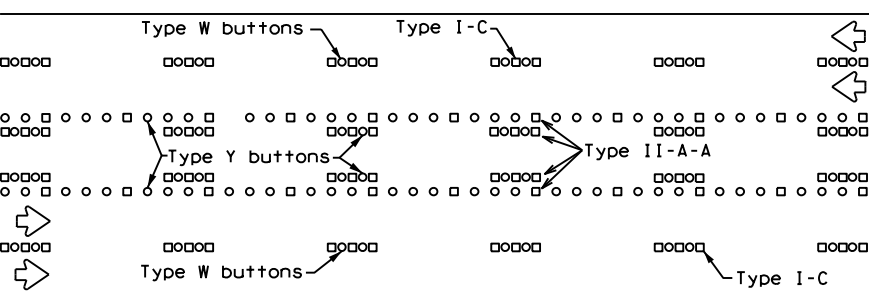 Type W buttons
Type I-C
Type Y buttons
Type II-A-A
Type W buttons
Type I-C